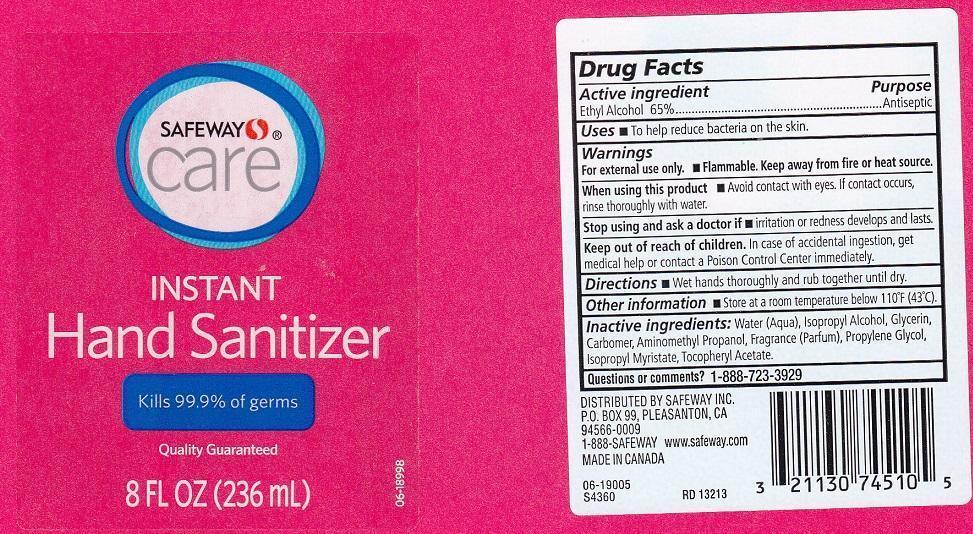 SAFEWAY ®
care
INSTANT
Hand Sanitizer
Kills 99.9% of germs
Quality Guaranteed
8 FL OZ (236 mL)
06-18998
Drug Facts
Active ingredient Purpose
Ethyl Alcohol 65%..................................................Antiseptic
Uses ■ To help reduce bacteria on the skin.
Warnings
For external use only. ■ Flammable. Keep away from fire or heat source.
When using this product ■ Avoid contact with eyes. If contact occurs,
rinse thoroughly with water.
Stop using and ask a doctor if ■ irritation or redness develops and lasts.
Keep out of reach of children. In case of accidental ingestion, get
medical help or contact a Poison Control Center immediately.
Directions ■ Wet hands thoroughly and rub together until dry.
Other information ■ Store at a room temperature below 110°F (43°C).
Inactive ingredients: Water (Aqua), Isopropyl Alcohol, Glycerin,
Carbomer, Aminomethyl Propanol, Fragrance (Parfum), Propylene Glycol,
Isopropyl Myristate, Tocopheryl Acetate.
Questions or comments? 1-888-723-3929
DISTRIBUTED BY SAFEWAY INC.
P.O. BOX 99, PLEASANTON, CA
94566-0009
1-888-SAFEWAY www.safeway.com
MADE IN CANADA
06-19005
S4360 RD 13213
3 21130 74510 5